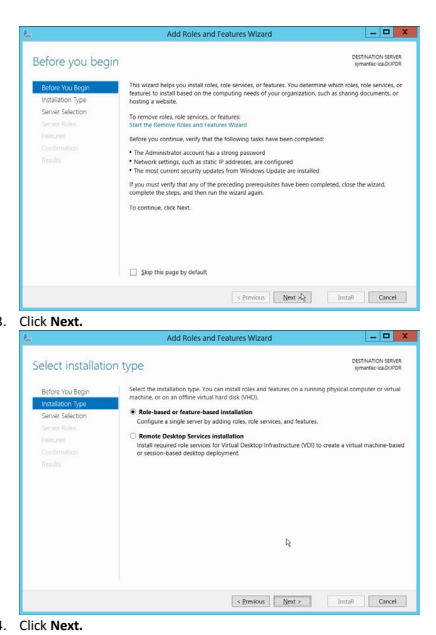 Add Roles and Features Wizard
Before you begin
DESTINATION SERVER
symantec-ica.DI.IPDR
Before You Begin
Installation Type
Server Selection
Server Roles
Features
Confirmation
Results
This wizard helps you install roles, role services, or features. You determine which roles, role services, or
features to install based on the computing needs of your organization, such as sharing documents, or
hosting a website.
To remove roles, role services, or features:
Start the Remove Roles and Features Wizard
Before you continue, verify that the following tasks have been completed:
• The Administrator account has a strong password
• Network settings, such as static IP addresses, are configured
• The most current security updates from Windows Update are installed
If you must verify that any of the preceding prerequisites have been completed, close the wizard,
complete the steps, and then run the wizard again.
To continue, click Next.
Skip this page by default
< Previous Next > Install Cancel
3. Click Next.
Add Roles and Features Wizard
Select installation type
DESTINATION SERVER
symantec-ica.DI.IPDR
Before You Begin
Installation Type
Server Selection
Server Roles
Features
Confirmation
Results
Select the installation type. You can install roles and features on a running physical computer or virtual
machine, or on an offline virtual hard disk (VHD).
Role-based or feature-based installation
Configure a single server by adding roles, role services, and features.
Remote Desktop Services installation
Install required role services for Virtual Desktop Infrastructure (VDI) to create a virtual machine-based
or session-based desktop deployment.
< Previous Next > Install Cancel
4. Click Next.